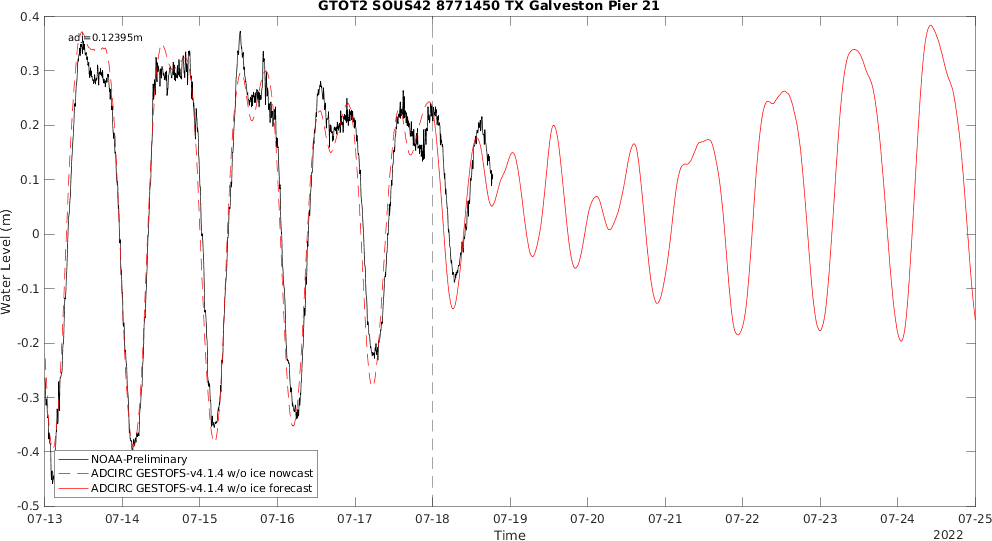 GTOT2 SOUS42 8771450 TX Galveston Pier 21
0.4
adj=0.12395m
0.3
0.2
0.1
0
-0.1
-0.2
-0.3
-0.4
-0.5
Water Level (m)
NOAA-Preliminary
ADCIRC GESTOFS-v4.1.4 w/o ice nowcast
ADCIRC GESTOFS-v4.1.4 w/o ice forecast
07-13 07-14 07-15 07-16 07-17 07-18 07-19 07-20 07-21 07-22 07-23 07-24 07-25
Time
2022